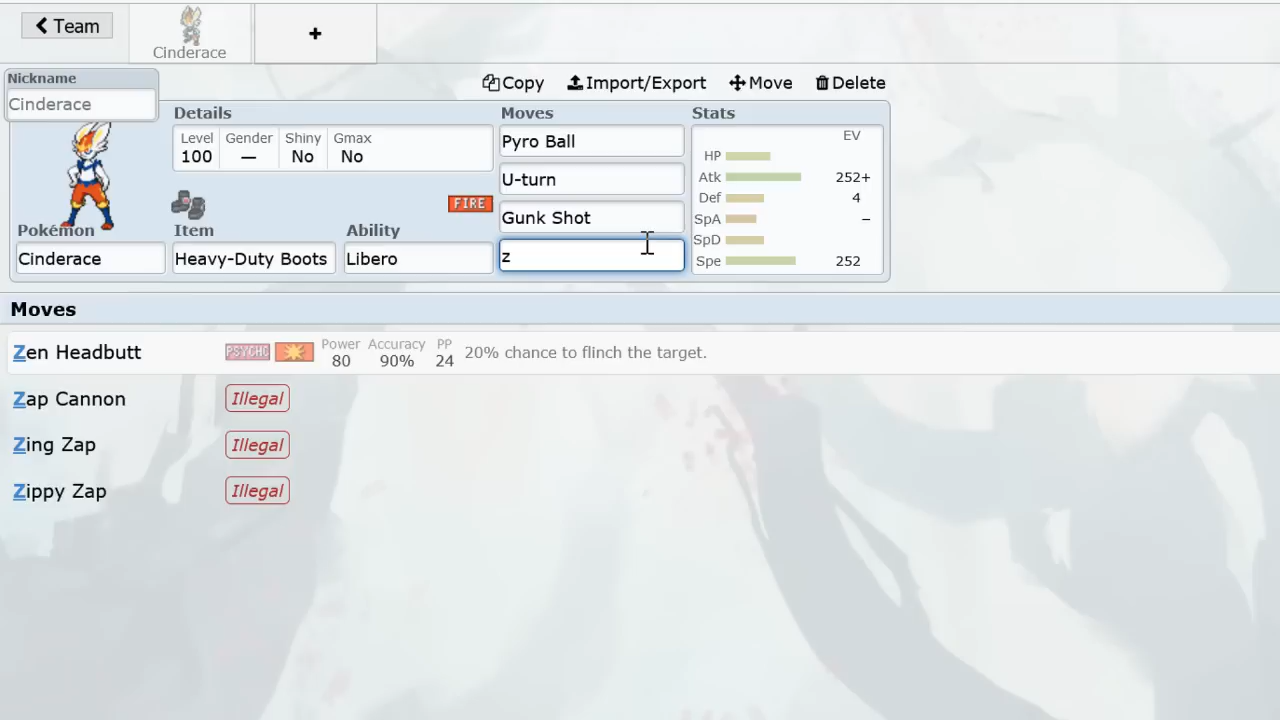 Team
Cinderace
+
Nickname
Cinderace
Copy Import/Export Move Delete
Details
Level Gender Shiny Gmax
100 — No No
FIRE
Pokémon Item Ability
Cinderace Heavy-Duty Boots Libero
Moves
Pyro Ball
U-turn
Gunk Shot
z
Stats
EV
HP
Atk 252+
Def 4
SpA –
SpD
Spe 252
Moves
Zen Headbutt PSYCHC Power 80 Accuracy 90% PP 24 20% chance to flinch the target.
Zap Cannon Illegal
Zing Zap Illegal
Zippy Zap Illegal